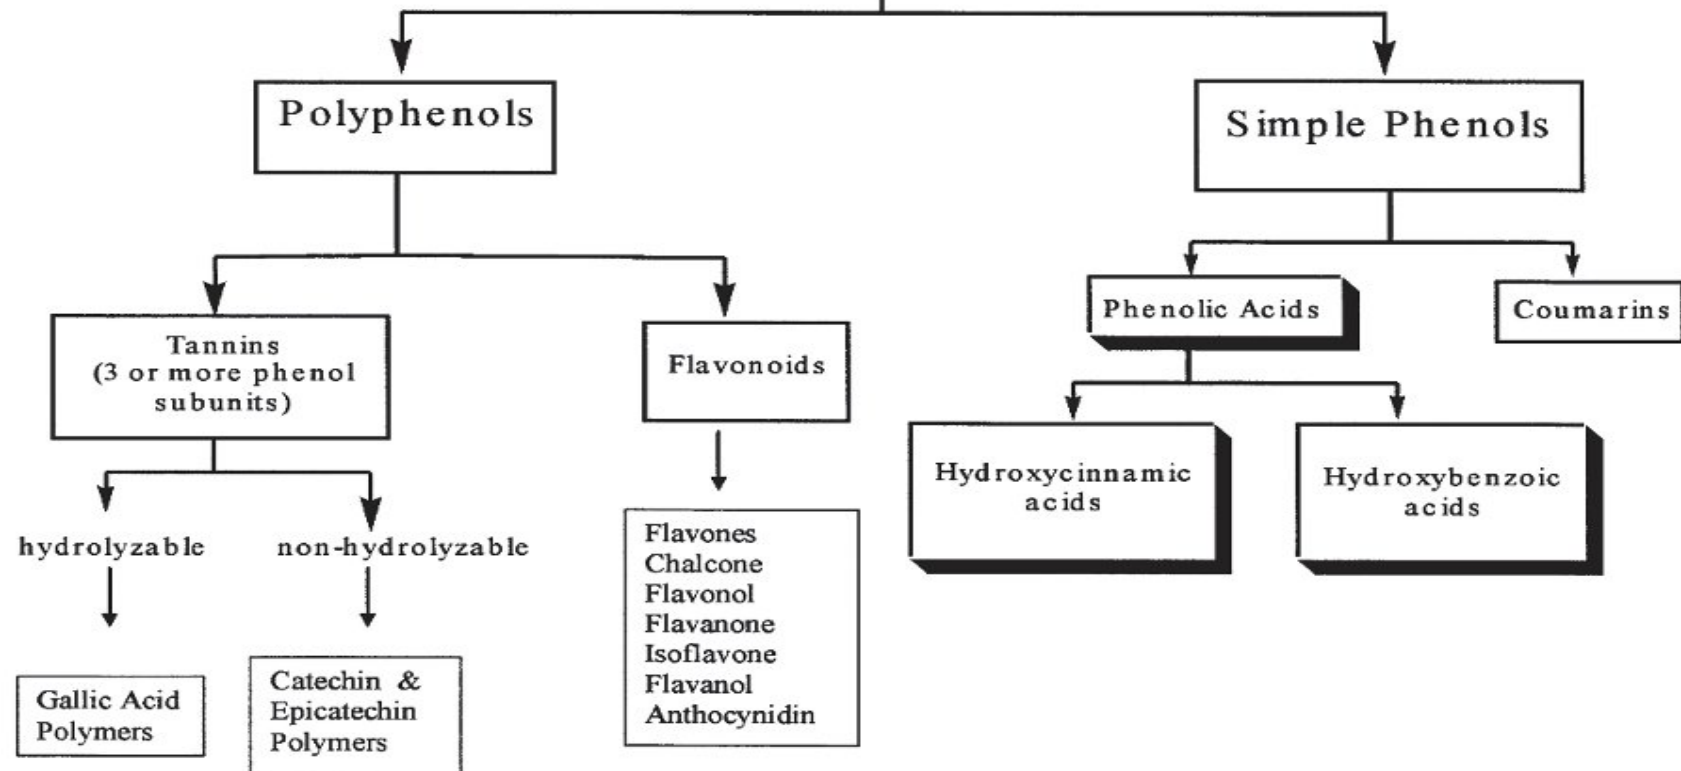 Polyphenols
Simple Phenols
Tannins
(3 or more phenol
subunits)
Flavonoids
Phenolic Acids
Coumarins
Hydroxycinnamic
acids
Hydroxybenzoic
acids
hydrolyzable
non-hydrolyzable
Flavones
Chalcone
Flavonol
Flavanone
Isoflavone
Flavanol
Anthocynidin
Gallic Acid
Polymers
Catechin &
Epicatechin
Polymers